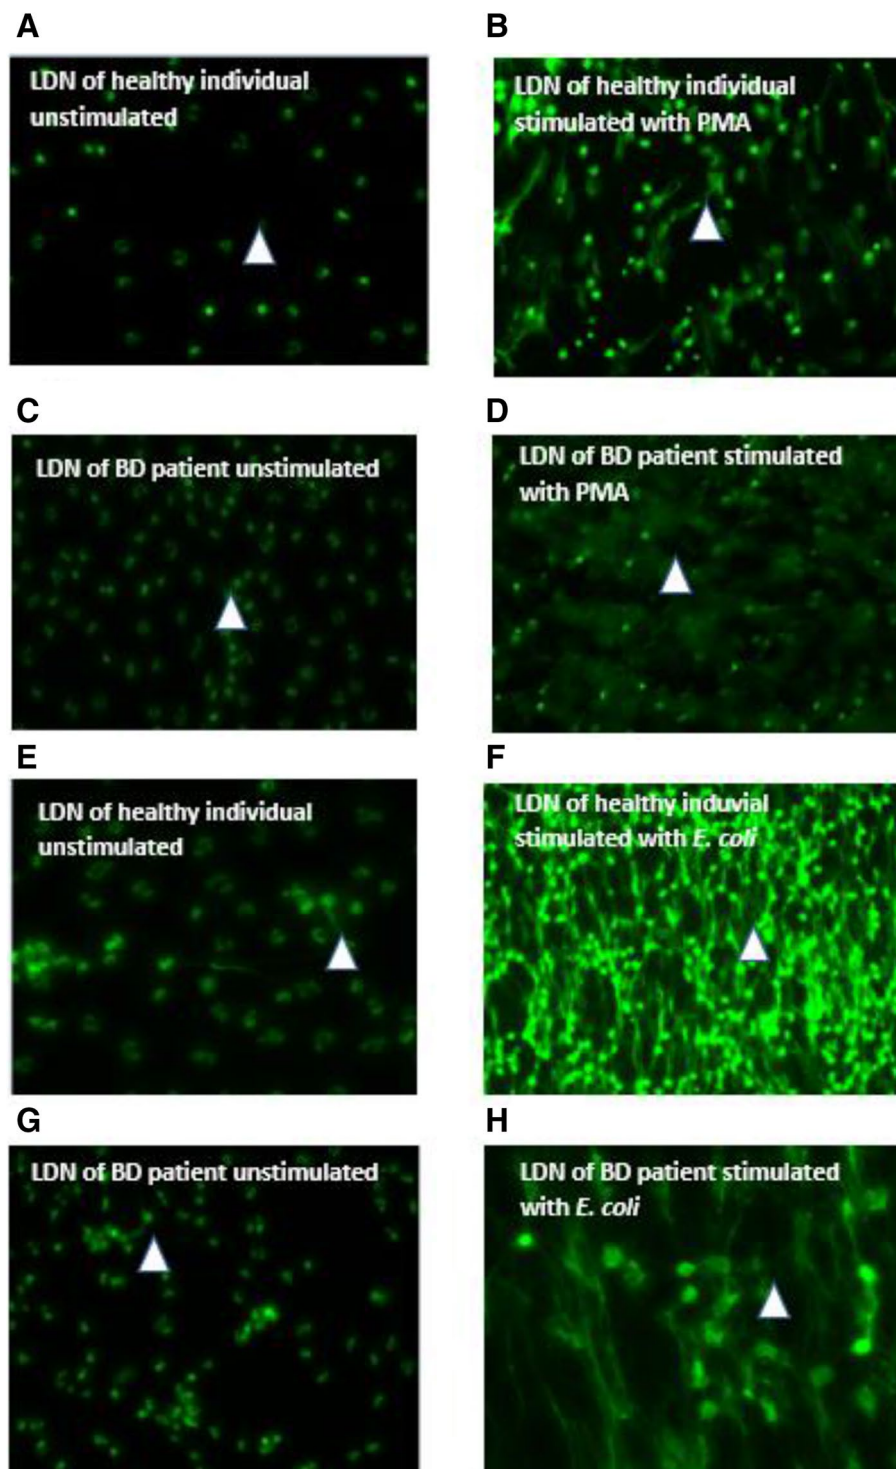 A
LDN of healthy individual
unstimulated
B
LDN of healthy individual
stimulated with PMA
C
LDN of BD patient unstimulated
D
LDN of BD patient stimulated
with PMA
E
LDN of healthy individual
unstimulated
F
LDN of healthy induvial
stimulated with E. coli
G
LDN of BD patient unstimulated
H
LDN of BD patient stimulated
with E. coli